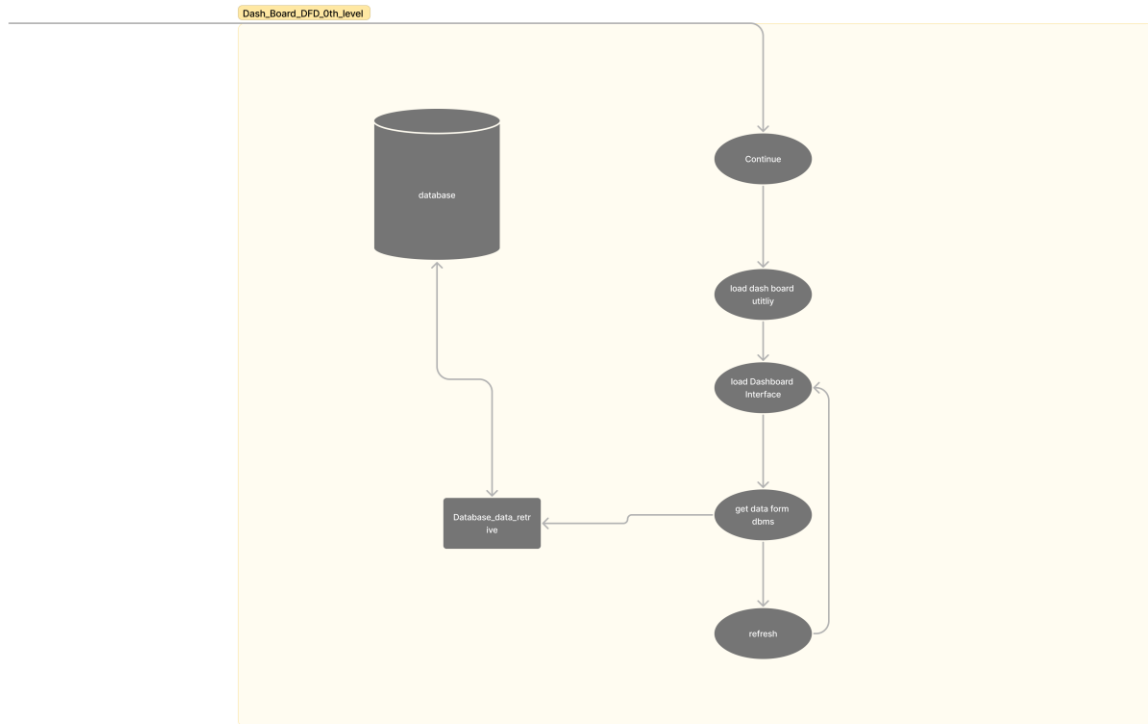 Dash_Board_DFD_0th_level
Continue
database
load dash board
utitliy
load Dashboard
Interface
get data form
dbms
Database_data_retr
ive
refresh